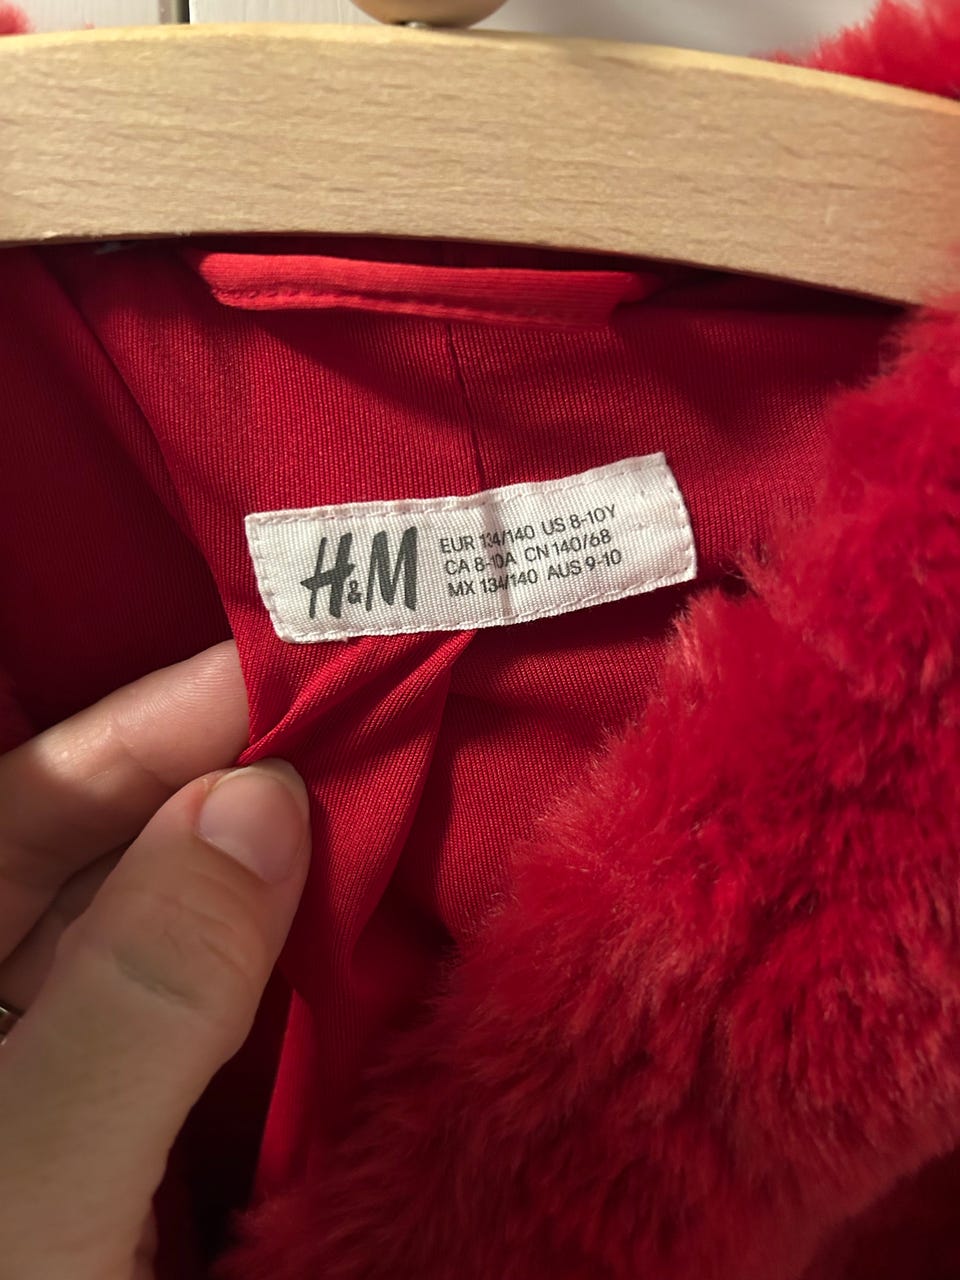 H&M
EUR 134/140 US 8-10Y
CA 8-10A CN 140/68
MX 134/140 AUS 9-10